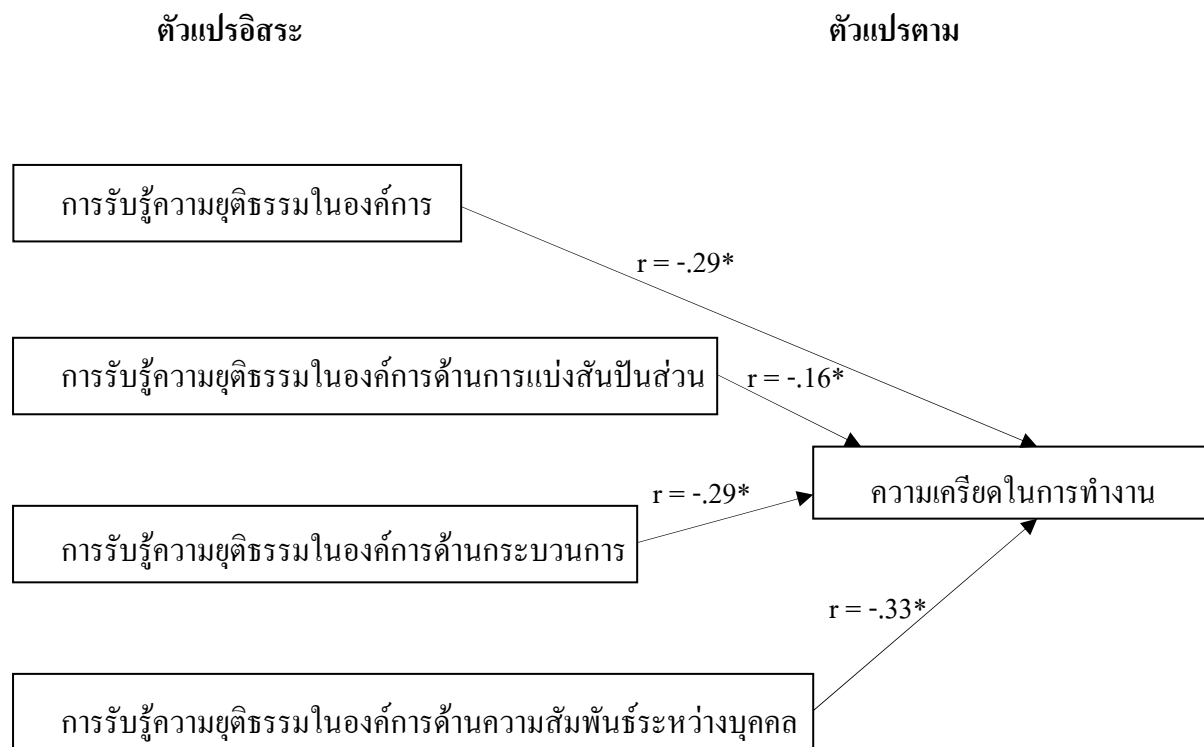 ตัวแปรอิสระ
ตัวแปรตาม
การรับรู้ความยุติธรรมในองค์การ
r = -.29*
การรับรู้ความยุติธรรมในองค์การด้านการแบ่งสันปันส่วน
r = -.16*
ความเครียดในการทำงาน
r = -.29*
การรับรู้ความยุติธรรมในองค์การด้านกระบวนการ
r = -.33*
การรับรู้ความยุติธรรมในองค์การด้านความสัมพันธ์ระหว่างบุคคล